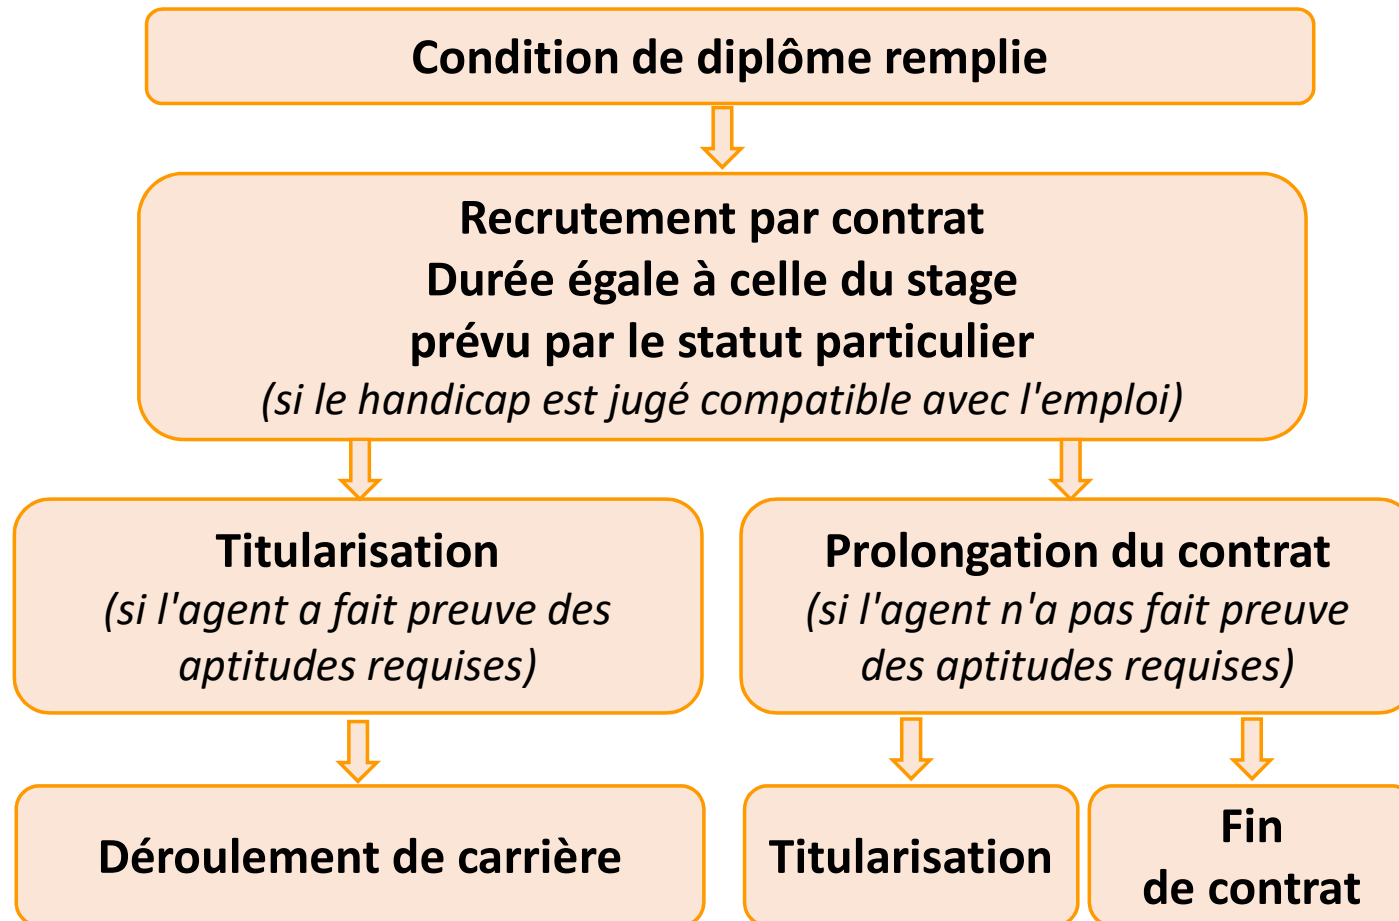 Condition de diplôme remplie
Recrutement par contrat
Durée égale à celle du stage
prévu par le statut particulier
(si le handicap est jugé compatible avec l'emploi)
Titularisation
(si l'agent a fait preuve des
aptitudes requises)
Prolongation du contrat
(si l'agent n'a pas fait preuve
des aptitudes requises)
Déroulement de carrière
Titularisation
Fin
de contrat